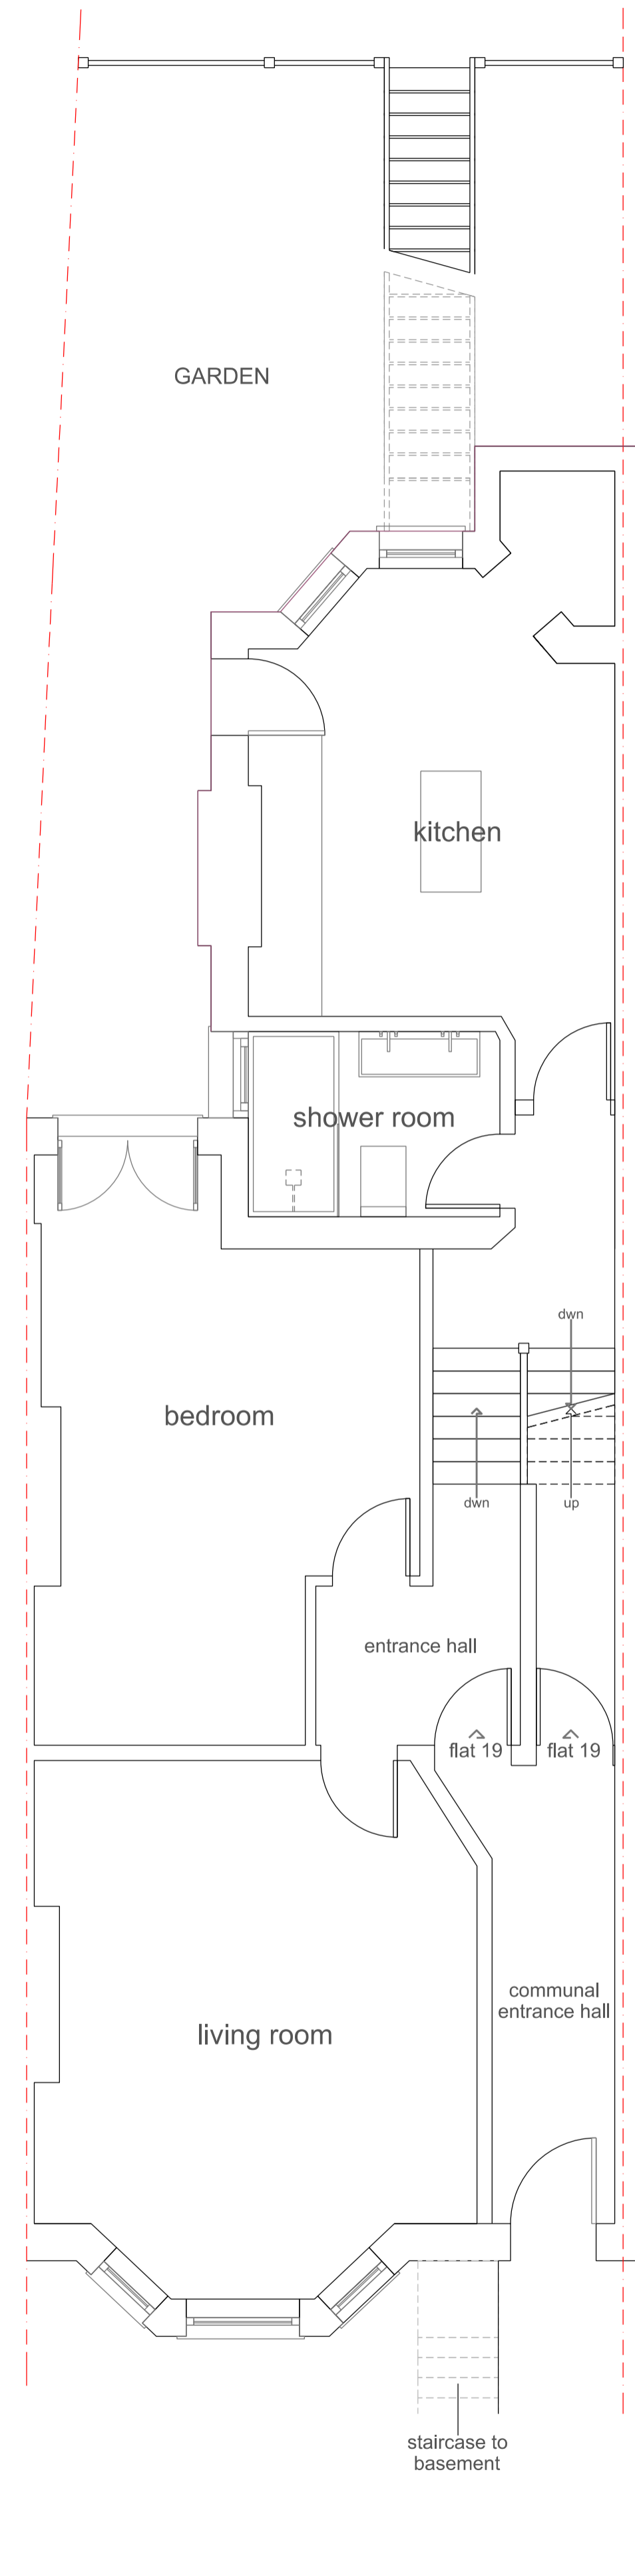 GARDEN
kitchen
shower room
dwn
bedroom
dwn
up
entrance hall
flat 19
flat 19
communal
entrance hall
living room
staircase to
basement